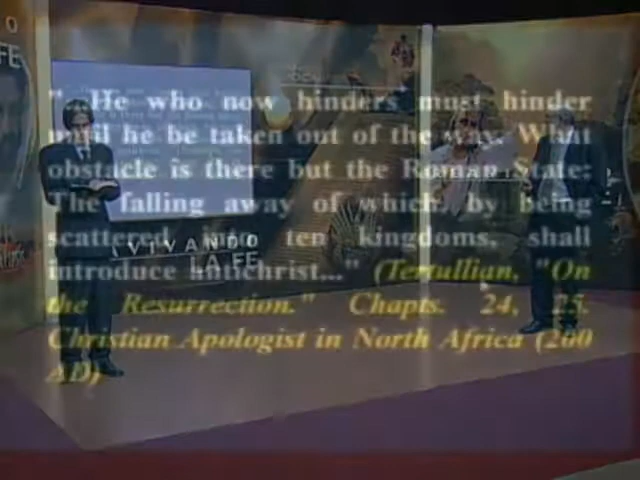 O
FE
"...He who now hinders must hinder
until he be taken out of the way. What
obstacle is there but the Roman State;
The falling away of which, by being
scattered into ten kingdoms, shall
introduce antichrist..." (Tertullian, "On
the Resurrection." Chapts. 24, 25.
Christian Apologist in North Africa (200
AD)
VIVANDO
LA FE